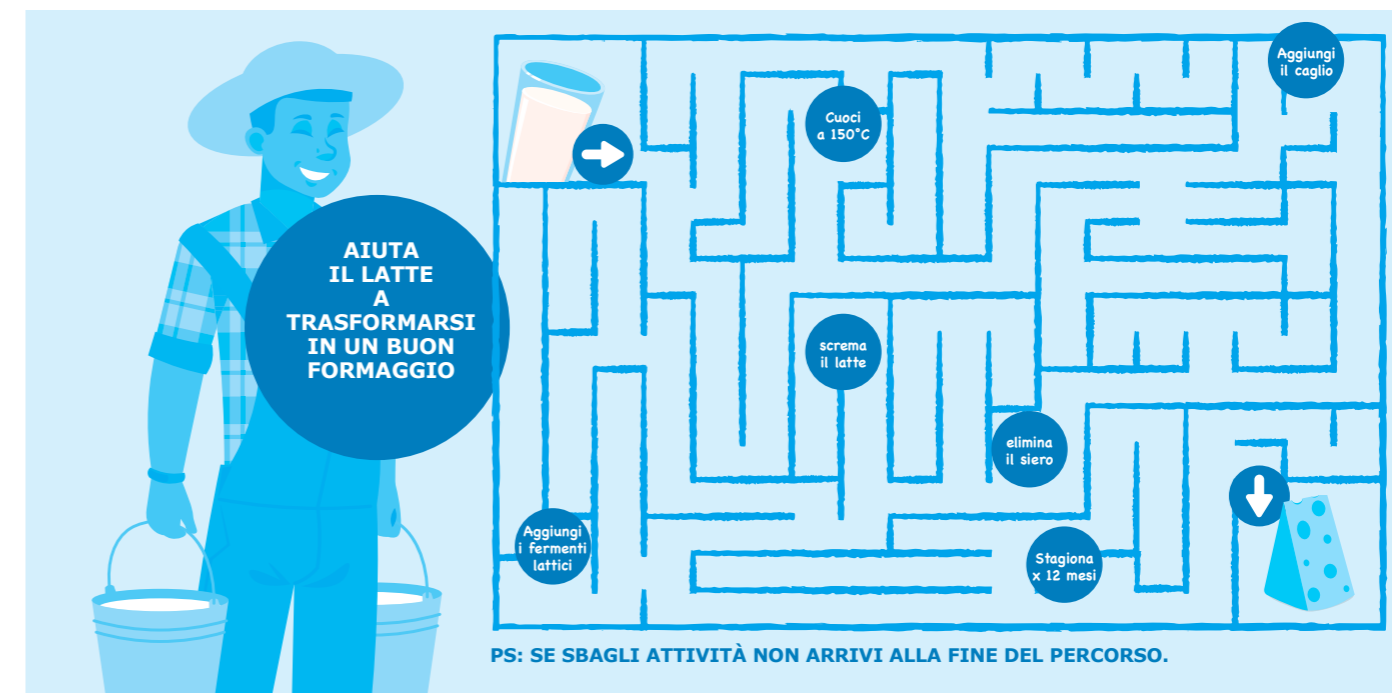 AIUTA
IL LATTE
A
TRASFORMARSI
IN UN BUON
FORMAGGIO
Aggiungi
il caglio
Cuoci
a 150°C
screma
il latte
elimina
il siero
Aggiungi
i fermenti
lattici
Stagiona
x 12 mesi
PS: SE SBAGLI ATTIVITÀ NON ARRIVI ALLA FINE DEL PERCORSO.